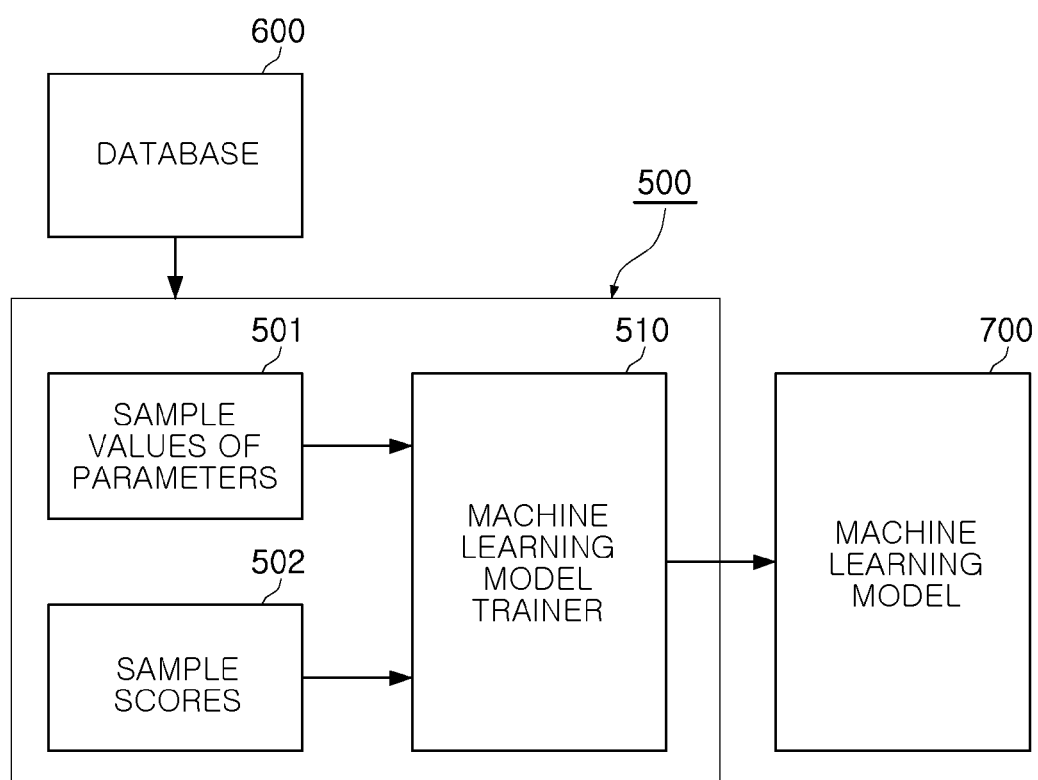 600
DATABASE
500
501
510
700
SAMPLE
VALUES OF
PARAMETERS
MACHINE
LEARNING
MODEL
TRAINER
MACHINE
LEARNING
MODEL
502
SAMPLE
SCORES